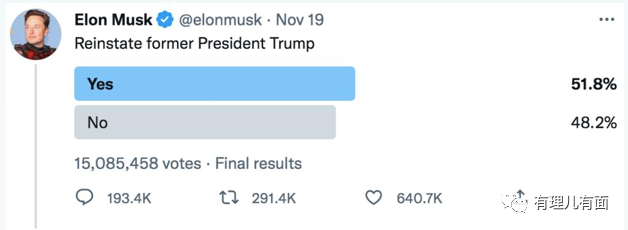 Elon Musk @elonmusk · Nov 19
Reinstate former President Trump
Yes 51.8%
No 48.2%
15,085,458 votes · Final results
193.4K 291.4K 640.7K
有理儿有面